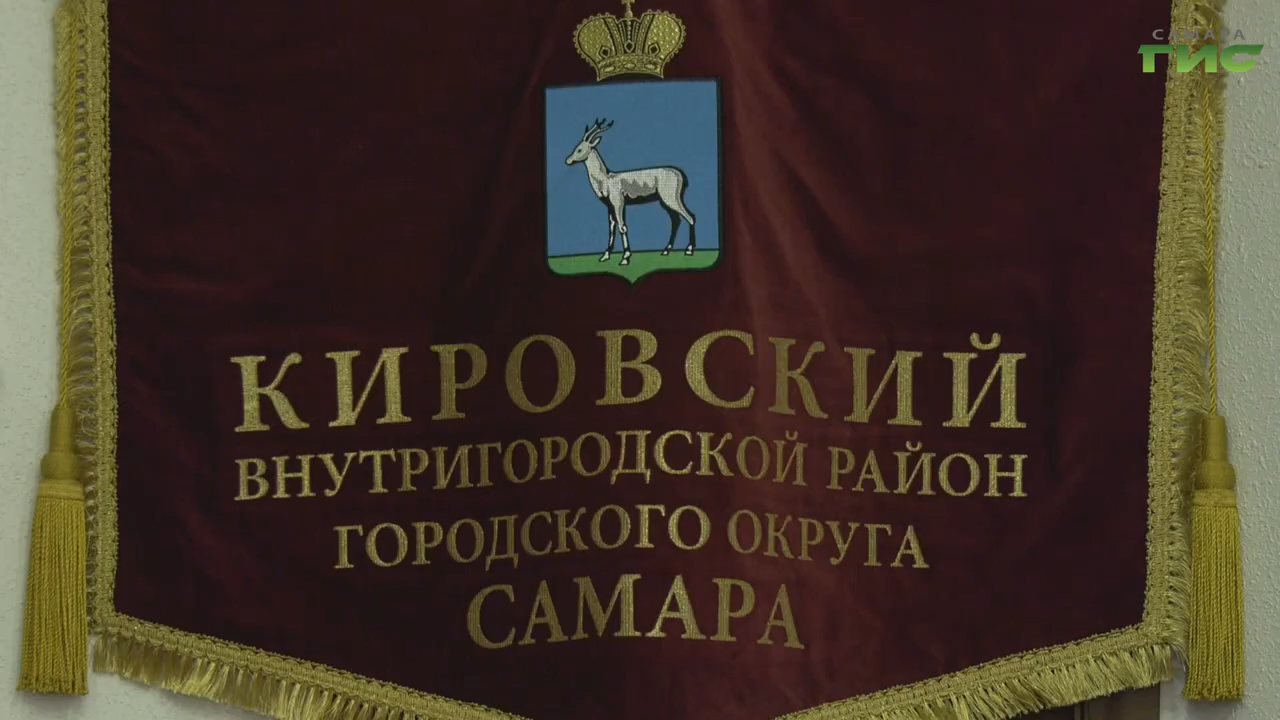 САМАРА
ГИС
КИРОВСКИЙ
ВНУТРИГОРОДСКОЙ РАЙОН
ГОРОДСКОГО ОКРУГА
САМАРА